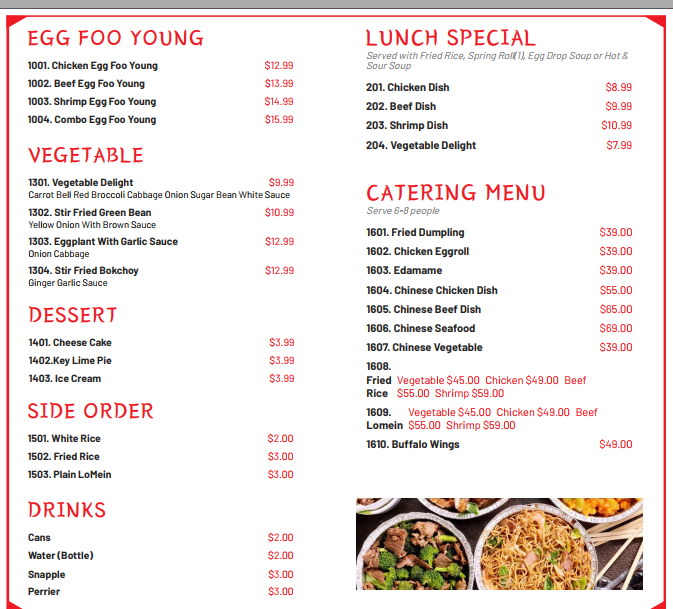 EGG FOO YOUNG
1001. Chicken Egg Foo Young $12.99
1002. Beef Egg Foo Young $13.99
1003. Shrimp Egg Foo Young $14.99
1004. Combo Egg Foo Young $15.99
VEGETABLE
1301. Vegetable Delight $9.99
Carrot Bell Red Broccoli Cabbage Onion Sugar Bean White Sauce
1302. Stir Fried Green Bean $10.99
Yellow Onion With Brown Sauce
1303. Eggplant With Garlic Sauce $12.99
Onion Cabbage
1304. Stir Fried Bokchoy $12.99
Ginger Garlic Sauce
DESSERT
1401. Cheese Cake $3.99
1402.Key Lime Pie $3.99
1403. Ice Cream $3.99
SIDE ORDER
1501. White Rice $2.00
1502. Fried Rice $3.00
1503. Plain LoMein $3.00
DRINKS
Cans $2.00
Water (Bottle) $2.00
Snapple $3.00
Perrier $3.00
LUNCH SPECIAL
Served with Fried Rice, Spring Roll(1), Egg Drop Soup or Hot &
Sour Soup
201. Chicken Dish $8.99
202. Beef Dish $9.99
203. Shrimp Dish $10.99
204. Vegetable Delight $7.99
CATERING MENU
Serve 6-8 people
1601. Fried Dumpling $39.00
1602. Chicken Eggroll $39.00
1603. Edamame $39.00
1604. Chinese Chicken Dish $55.00
1605. Chinese Beef Dish $65.00
1606. Chinese Seafood $69.00
1607. Chinese Vegetable $39.00
1608.
Fried Vegetable $45.00 Chicken $49.00 Beef
Rice $55.00 Shrimp $59.00
1609. Vegetable $45.00 Chicken $49.00 Beef
Lomein $55.00 Shrimp $59.00
1610. Buffalo Wings $49.00